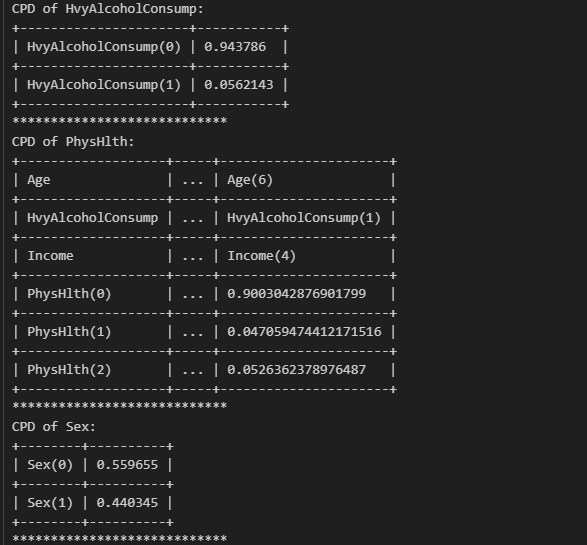 CPD of HvyAlcoholConsump:
+----------------------+-----------+
| HvyAlcoholConsump(0) | 0.943786  |
+----------------------+-----------+
| HvyAlcoholConsump(1) | 0.0562143 |
+----------------------+-----------+
****************************
CPD of PhysHlth:
+-------------------+-----+----------------------+
| Age               | ... | Age(6)               |
+-------------------+-----+----------------------+
| HvyAlcoholConsump | ... | HvyAlcoholConsump(1) |
+-------------------+-----+----------------------+
| Income            | ... | Income(4)            |
+-------------------+-----+----------------------+
| PhysHlth(0)       | ... | 0.9003042876901799   |
+-------------------+-----+----------------------+
| PhysHlth(1)       | ... | 0.047059474412171516 |
+-------------------+-----+----------------------+
| PhysHlth(2)       | ... | 0.0526362378976487   |
+-------------------+-----+----------------------+
****************************
CPD of Sex:
+--------+----------+
| Sex(0) | 0.559655 |
+--------+----------+
| Sex(1) | 0.440345 |
+--------+----------+
****************************